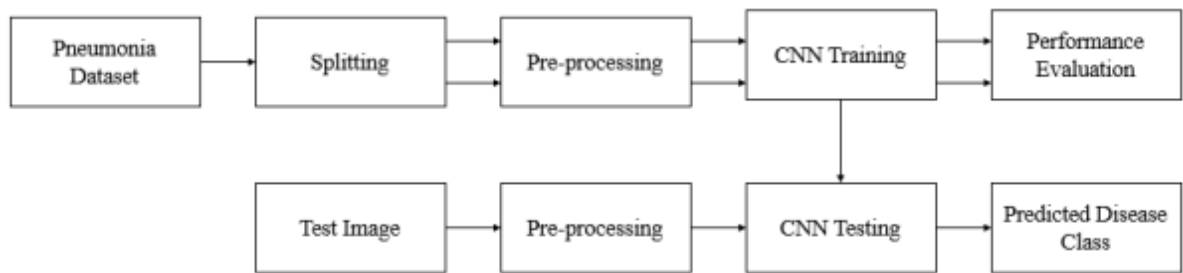 Pneumonia
Dataset
Splitting
Pre-processing
CNN Training
Performance
Evaluation
Test Image
Pre-processing
CNN Testing
Predicted Disease
Class